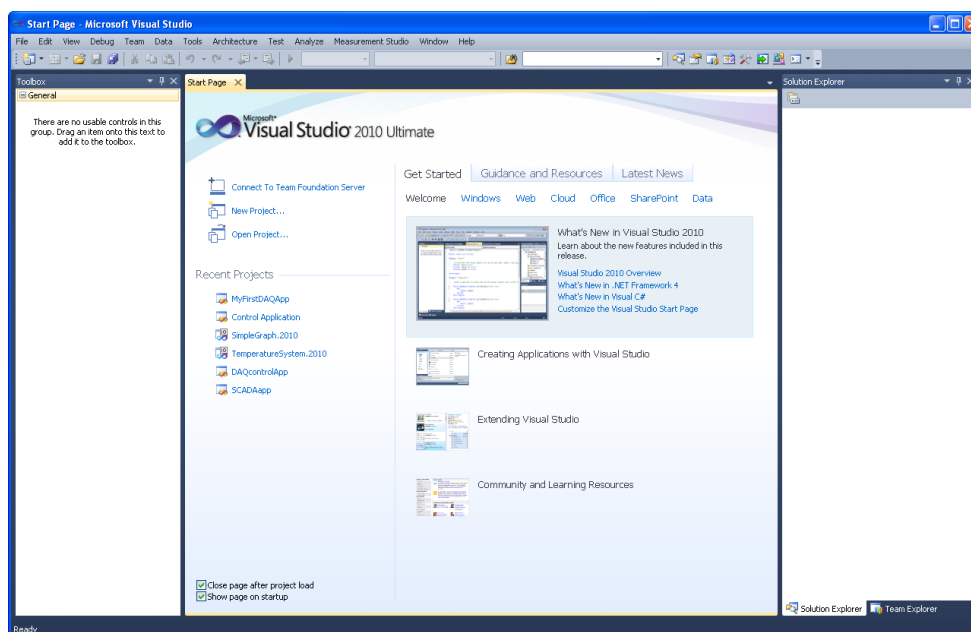 Start Page - Microsoft Visual Studio
File Edit View Debug Team Data Tools Architecture Test Analyze Measurement Studio Window Help
Toolbox
General
There are no usable controls in this
group. Drag an item onto this text to
add it to the toolbox.
Start Page
Microsoft®
Visual Studio® 2010 Ultimate
Connect To Team Foundation Server
New Project...
Open Project...
Recent Projects
MyFirstDAQApp
Control Application
SimpleGraph.2010
TemperatureSystem.2010
DAQcontrolApp
SCADAapp
Close page after project load
Show page on startup
Get Started Guidance and Resources Latest News
Welcome Windows Web Cloud Office SharePoint Data
What's New in Visual Studio 2010
Learn about the new features included in this
release.
Visual Studio 2010 Overview
What's New in .NET Framework 4
What's New in Visual C#
Customize the Visual Studio Start Page
Creating Applications with Visual Studio
Extending Visual Studio
Community and Learning Resources
Solution Explorer
Solution Explorer Team Explorer
Ready